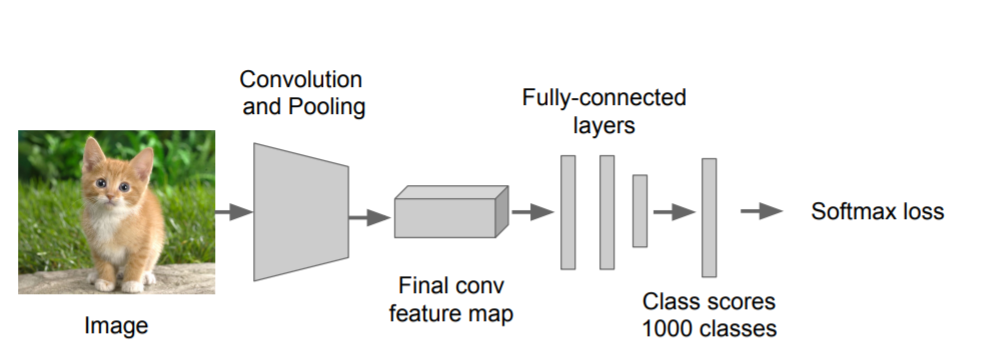 Convolution
and Pooling
Fully-connected
layers
Softmax loss
Final conv
feature map
Class scores
1000 classes
Image